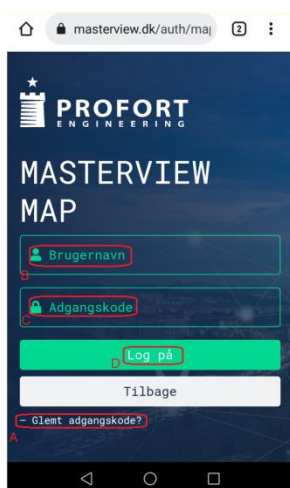 masterview.dk/auth/ma
2
PROFORT
ENGINEERING
MASTERVIEW
MAP
Brugernavn
B
Adgangskode
C
Log på
D
Tilbage
– Glemt adgangskode?
A